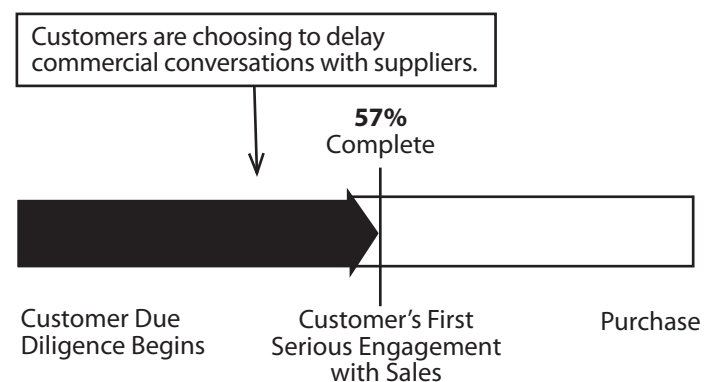 Customers are choosing to delay
commercial conversations with suppliers.
57%
Complete
Customer Due
Diligence Begins
Customer’s First
Serious Engagement
with Sales
Purchase